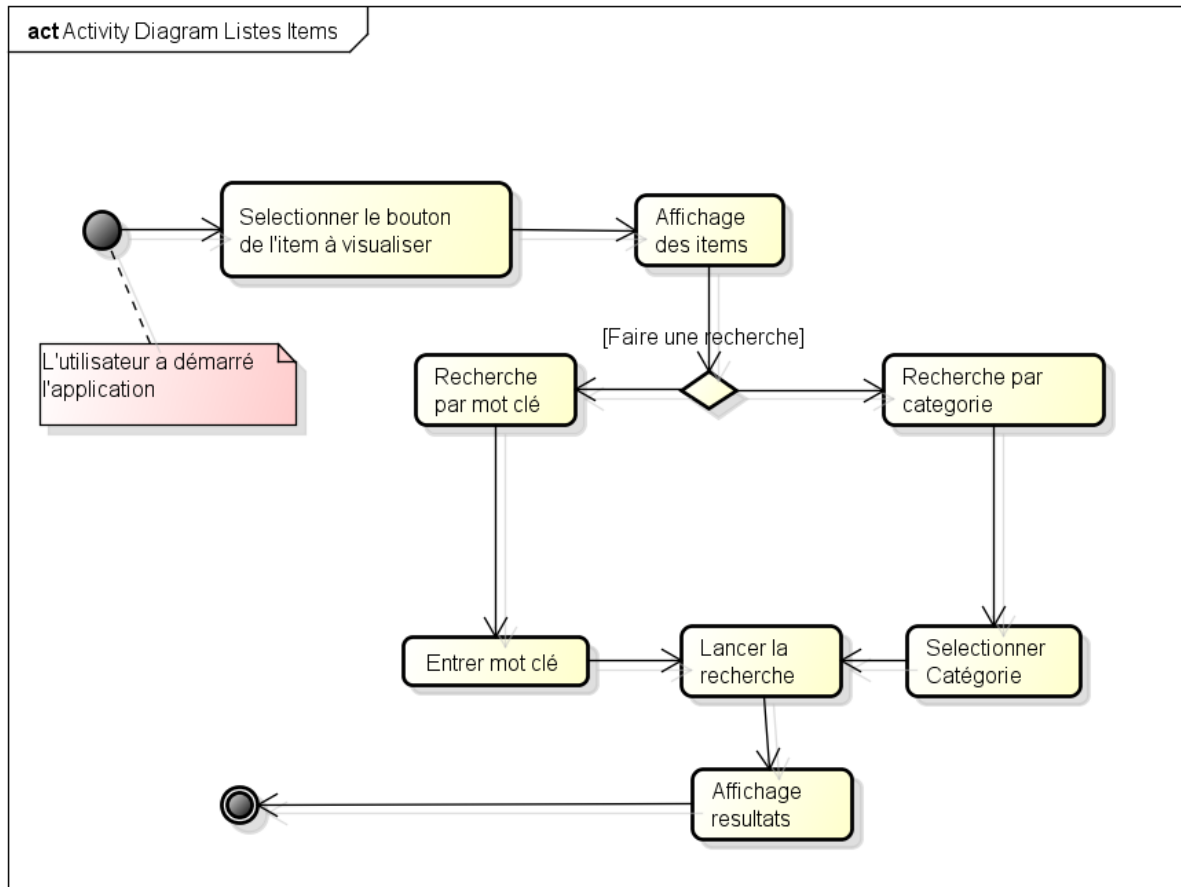 act Activity Diagram Listes Items
Selectionner le bouton
de l'item à visualiser
Affichage
des items
L'utilisateur a démarré
l'application
[Faire une recherche]
Recherche
par mot clé
Recherche par
categorie
Entrer mot clé
Lancer la
recherche
Selectionner
Catégorie
Affichage
resultats